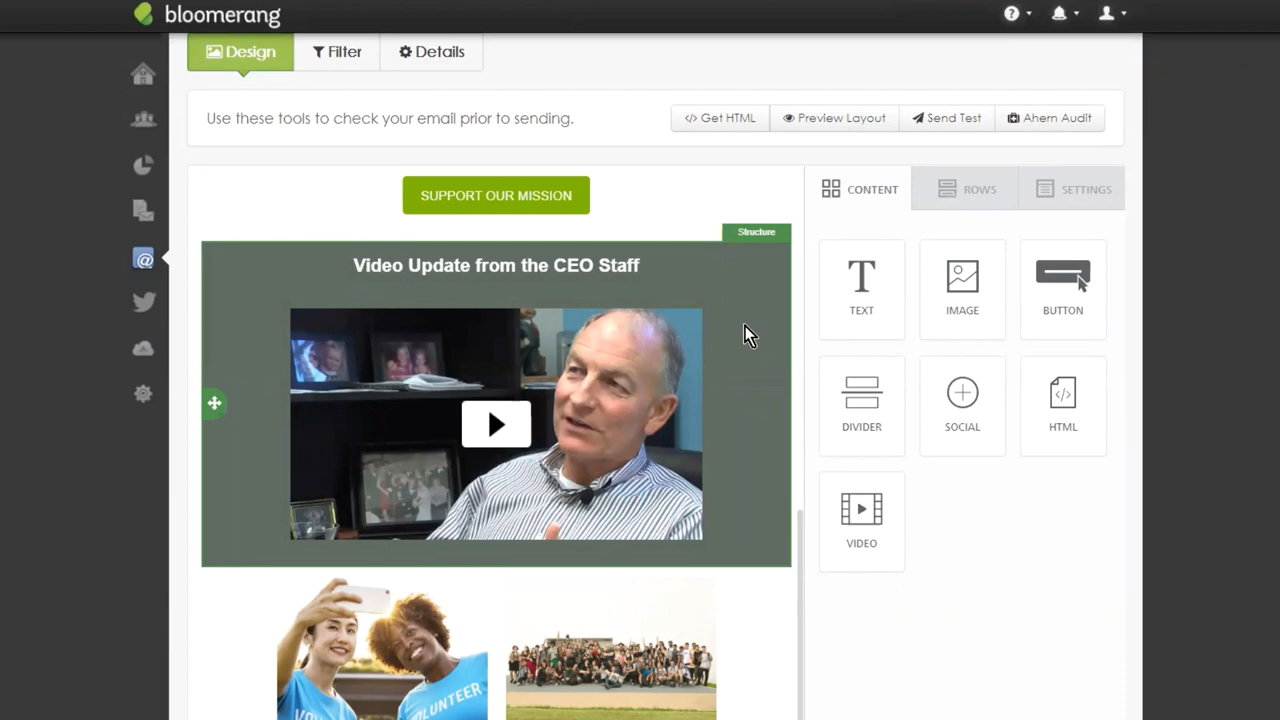 bloomerang
Design
Filter
Details
Use these tools to check your email prior to sending.
Get HTML
Preview Layout
Send Test
Ahern Audit
SUPPORT OUR MISSION
CONTENT
ROWS
SETTINGS
Structure
Video Update from the CEO Staff
TEXT
IMAGE
BUTTON
DIVIDER
SOCIAL
HTML
VIDEO
VOLUNTEER